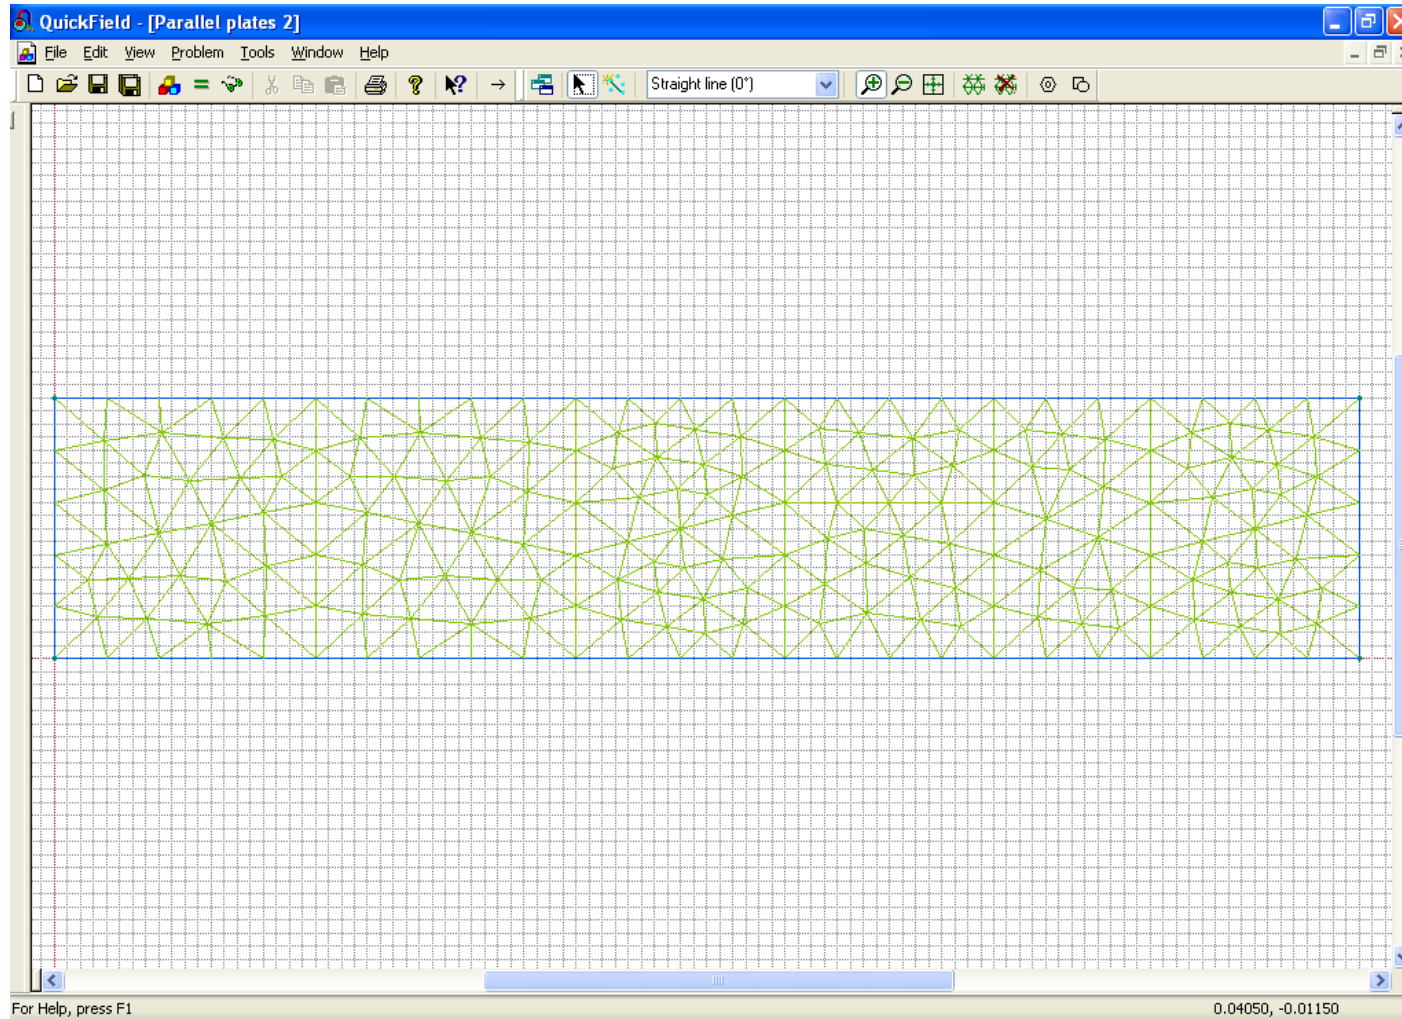 QuickField - [Parallel plates 2]
File Edit View Problem Tools Window Help
Straight line (0°)
For Help, press F1
0.04050, -0.01150